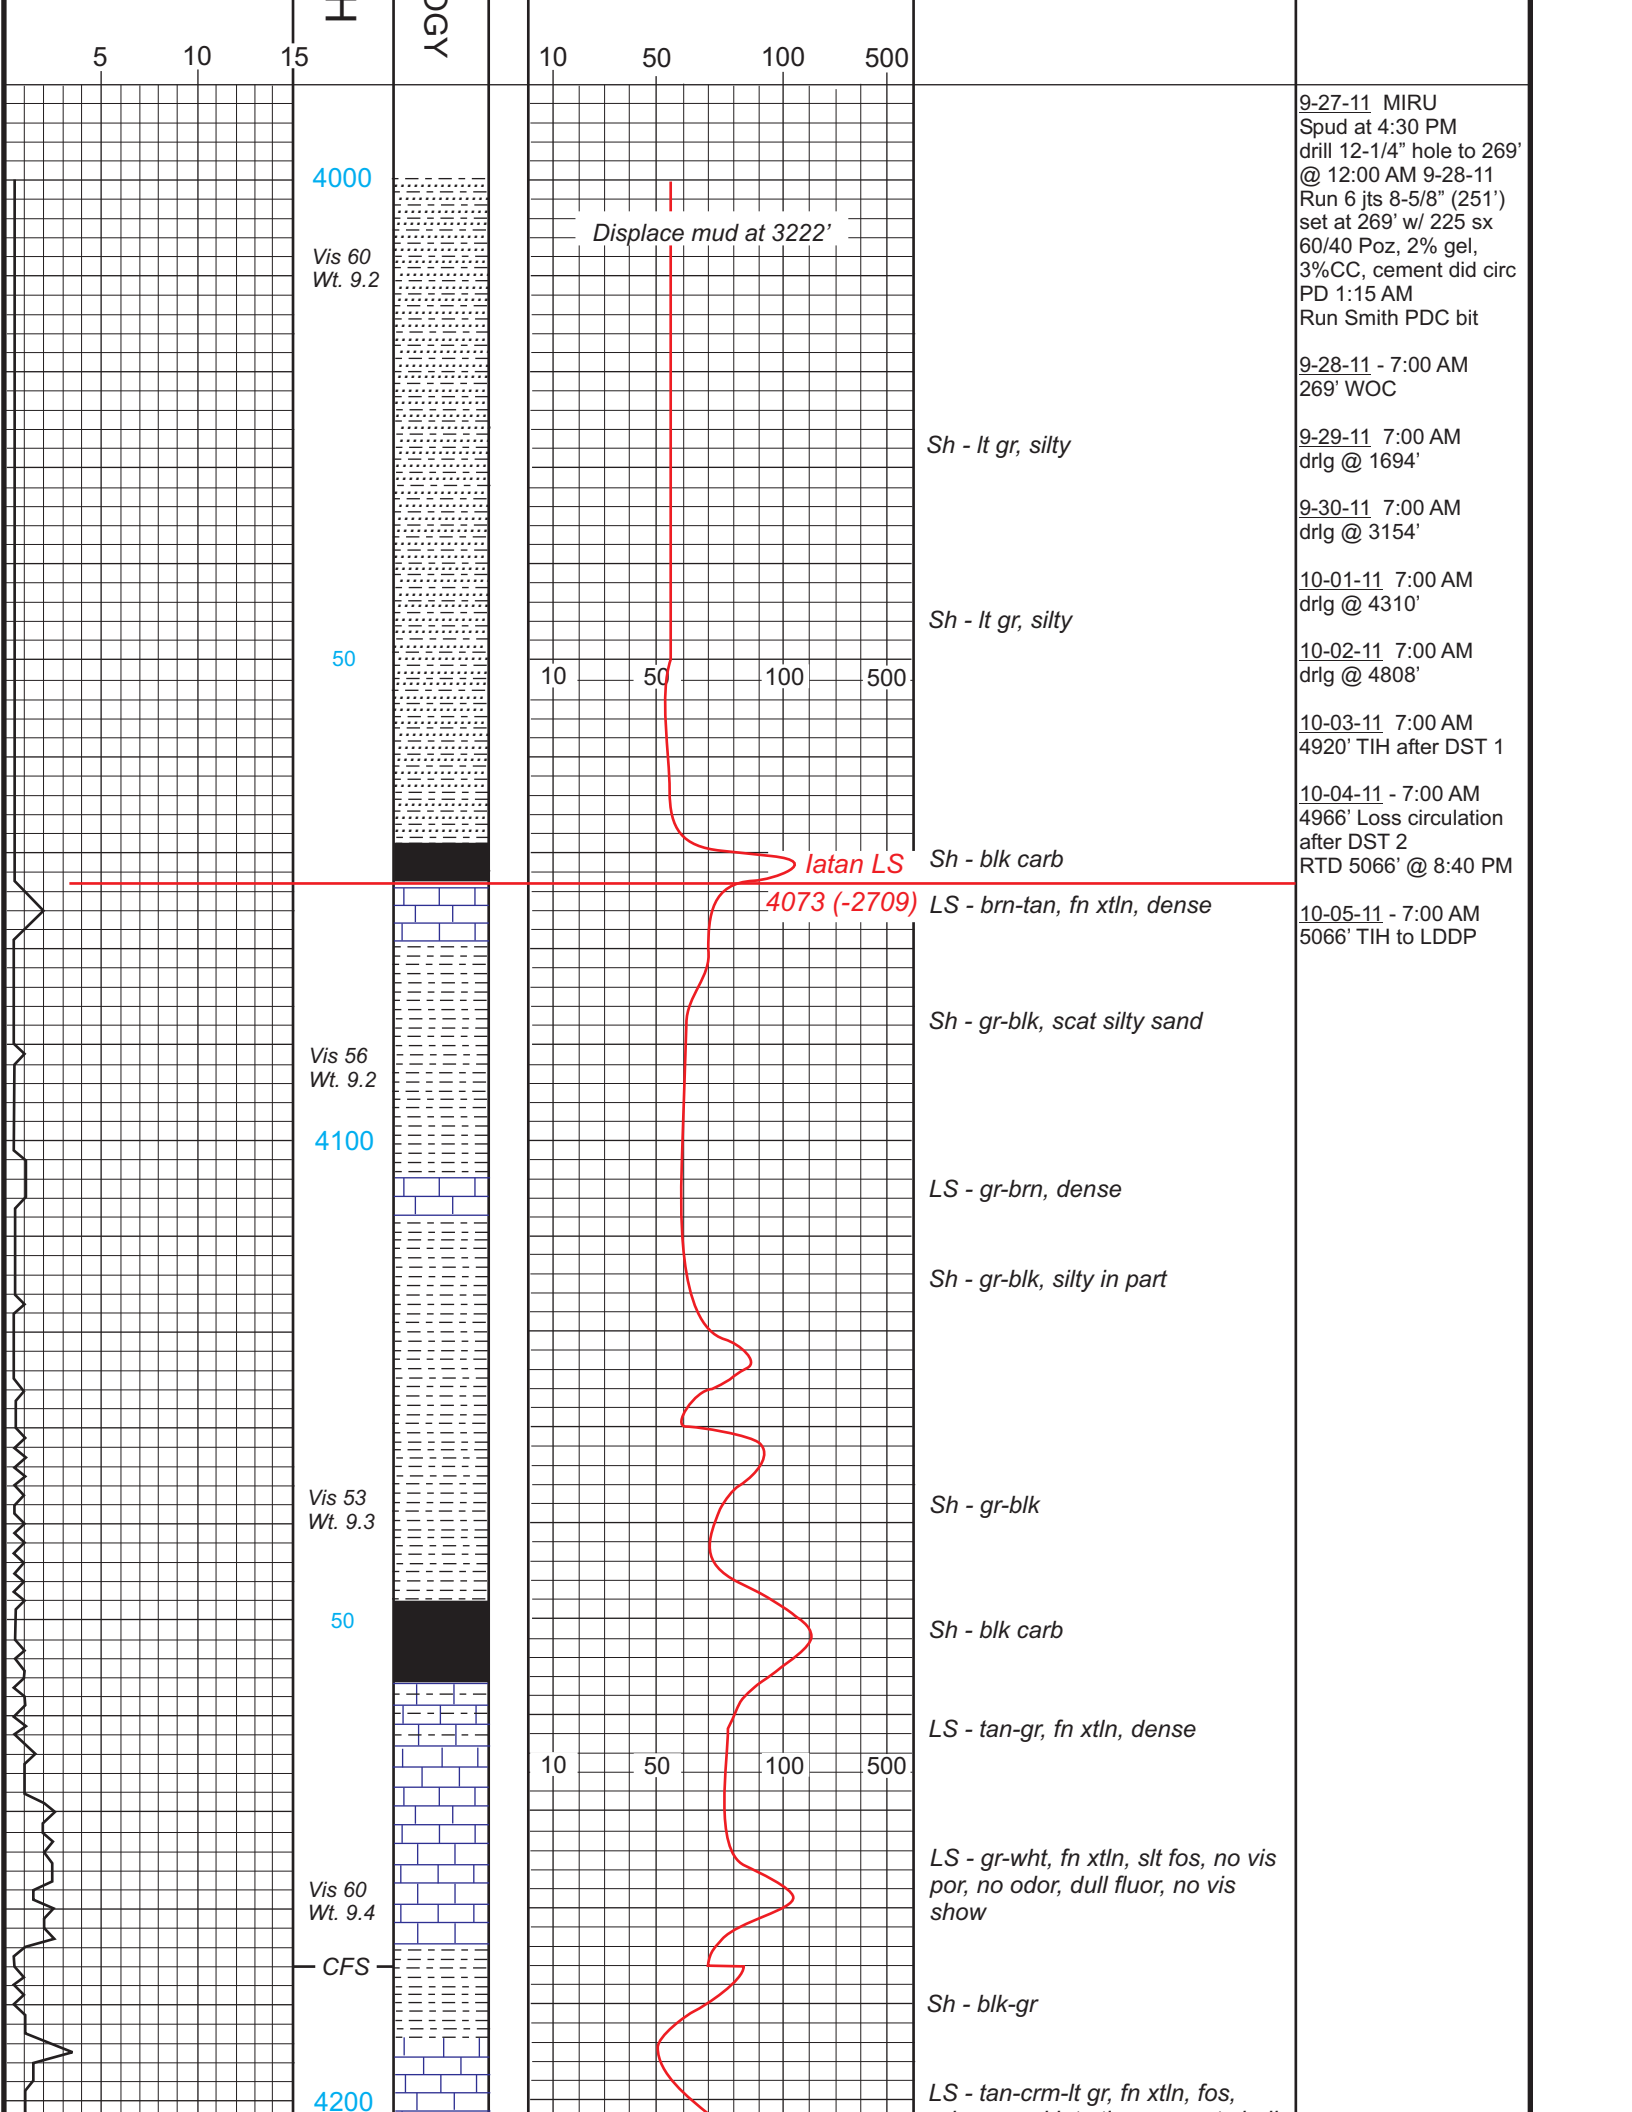 H
OGY
5 10 15
10 50 100 500
4000
Vis 60
Wt. 9.2
50
Vis 56
Wt. 9.2
4100
Vis 53
Wt. 9.3
50
Vis 60
Wt. 9.4
CFS
4200
Displace mud at 3222’
10 50 100 500
Iatan LS
4073 (-2709)
10 50 100 500
Sh - lt gr, silty
Sh - lt gr, silty
Sh - blk carb
LS - brn-tan, fn xtln, dense
Sh - gr-blk, scat silty sand
LS - gr-brn, dense
Sh - gr-blk, silty in part
Sh - gr-blk
Sh - blk carb
LS - tan-gr, fn xtln, dense
LS - gr-wht, fn xtln, slt fos, no vis
por, no odor, dull fluor, no vis
show
Sh - blk-gr
LS - tan-crm-lt gr, fn xtln, fos,
9-27-11 MIRU
Spud at 4:30 PM
drill 12-1/4” hole to 269’
@ 12:00 AM 9-28-11
Run 6 jts 8-5/8” (251’)
set at 269’ w/ 225 sx
60/40 Poz, 2% gel,
3%CC, cement did circ
PD 1:15 AM
Run Smith PDC bit
9-28-11 - 7:00 AM
269’ WOC
9-29-11 7:00 AM
drlg @ 1694’
9-30-11 7:00 AM
drlg @ 3154’
10-01-11 7:00 AM
drlg @ 4310’
10-02-11 7:00 AM
drlg @ 4808’
10-03-11 7:00 AM
4920’ TIH after DST 1
10-04-11 - 7:00 AM
4966’ Loss circulation
after DST 2
RTD 5066’ @ 8:40 PM
10-05-11 - 7:00 AM
5066’ TIH to LDDP